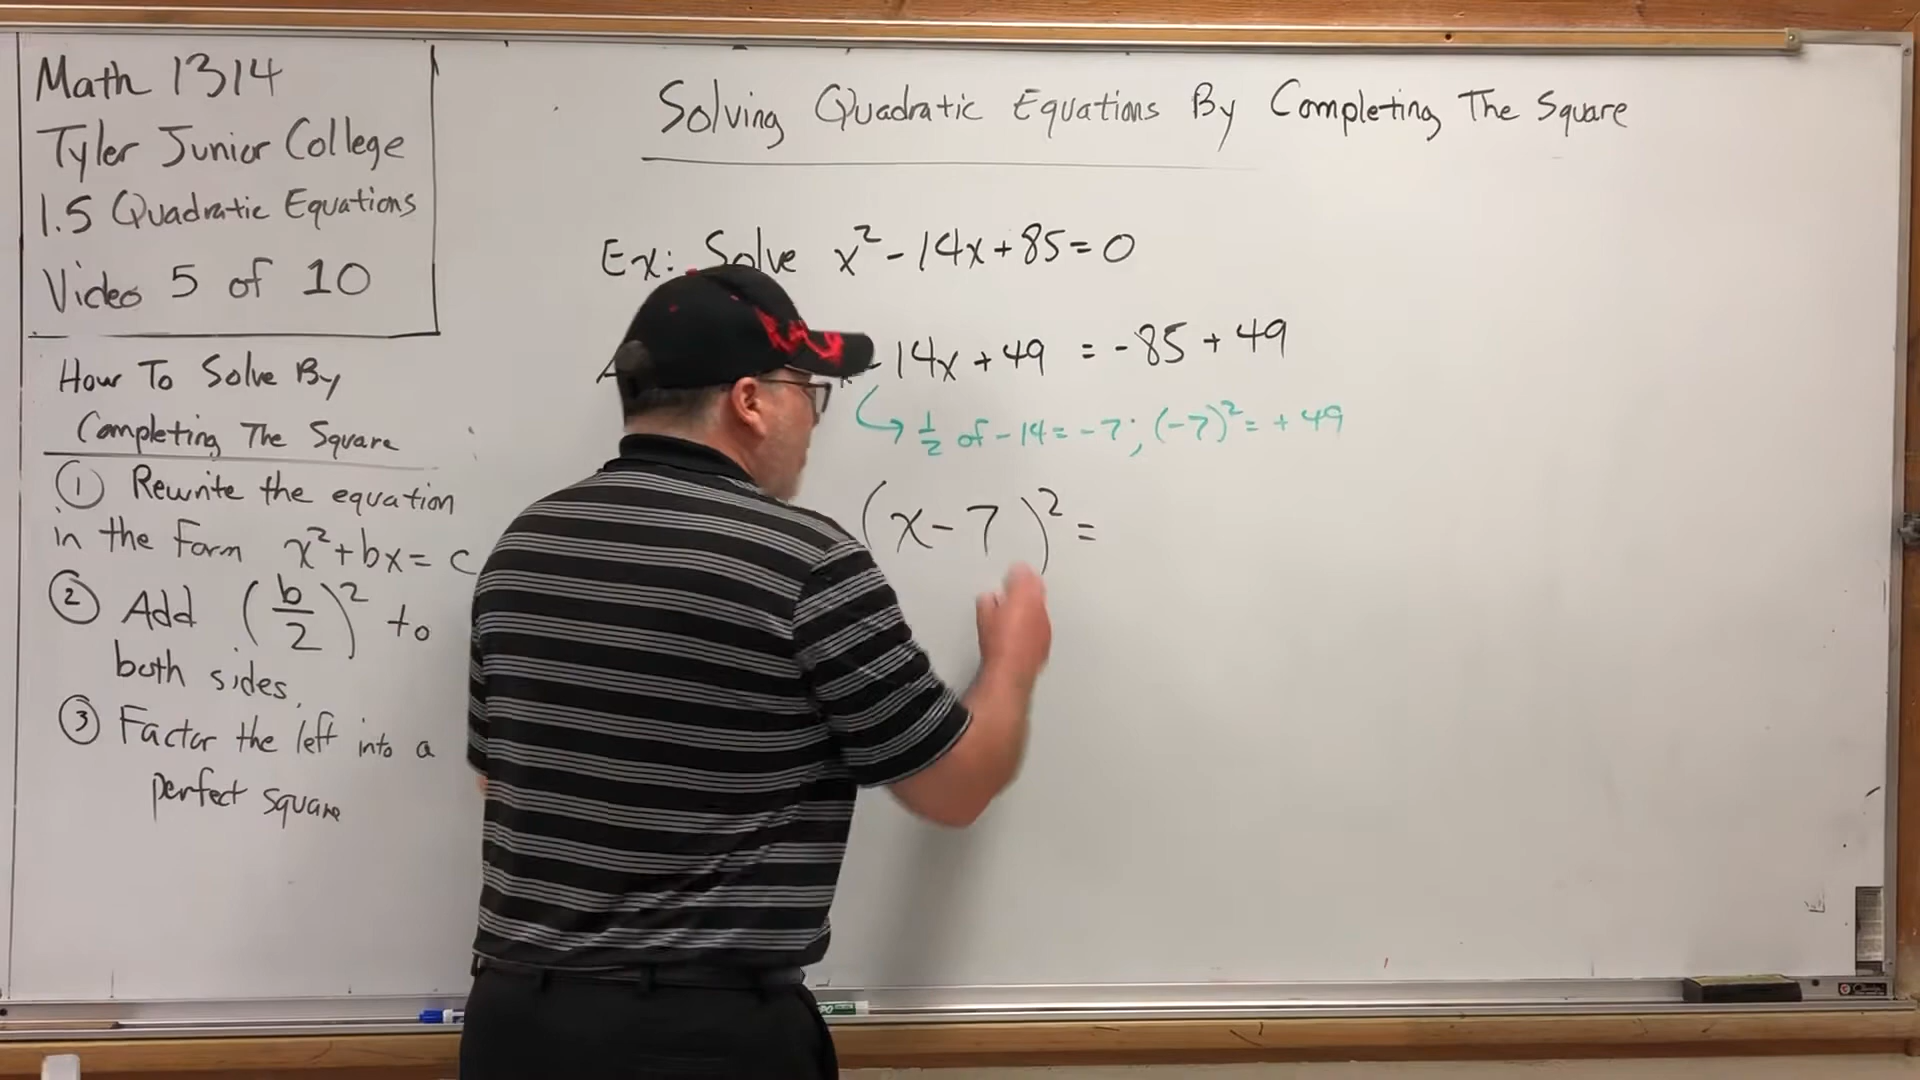 Math 1314
Tyler Junior College
1.5 Quadratic Equations
Video 5 of 10
How To Solve By
Completing The Square
① Rewrite the equation
in the form x²+bx= c
② Add (b/2)² to
both sides.
③ Factor the left into a
perfect square
Solving Quadratic Equations By Completing The Square
Ex: Solve x² - 14x + 85 = 0
- 14x + 49 = -85 + 49
1/2 of -14 = -7; (-7)² = +49
(x - 7)² =